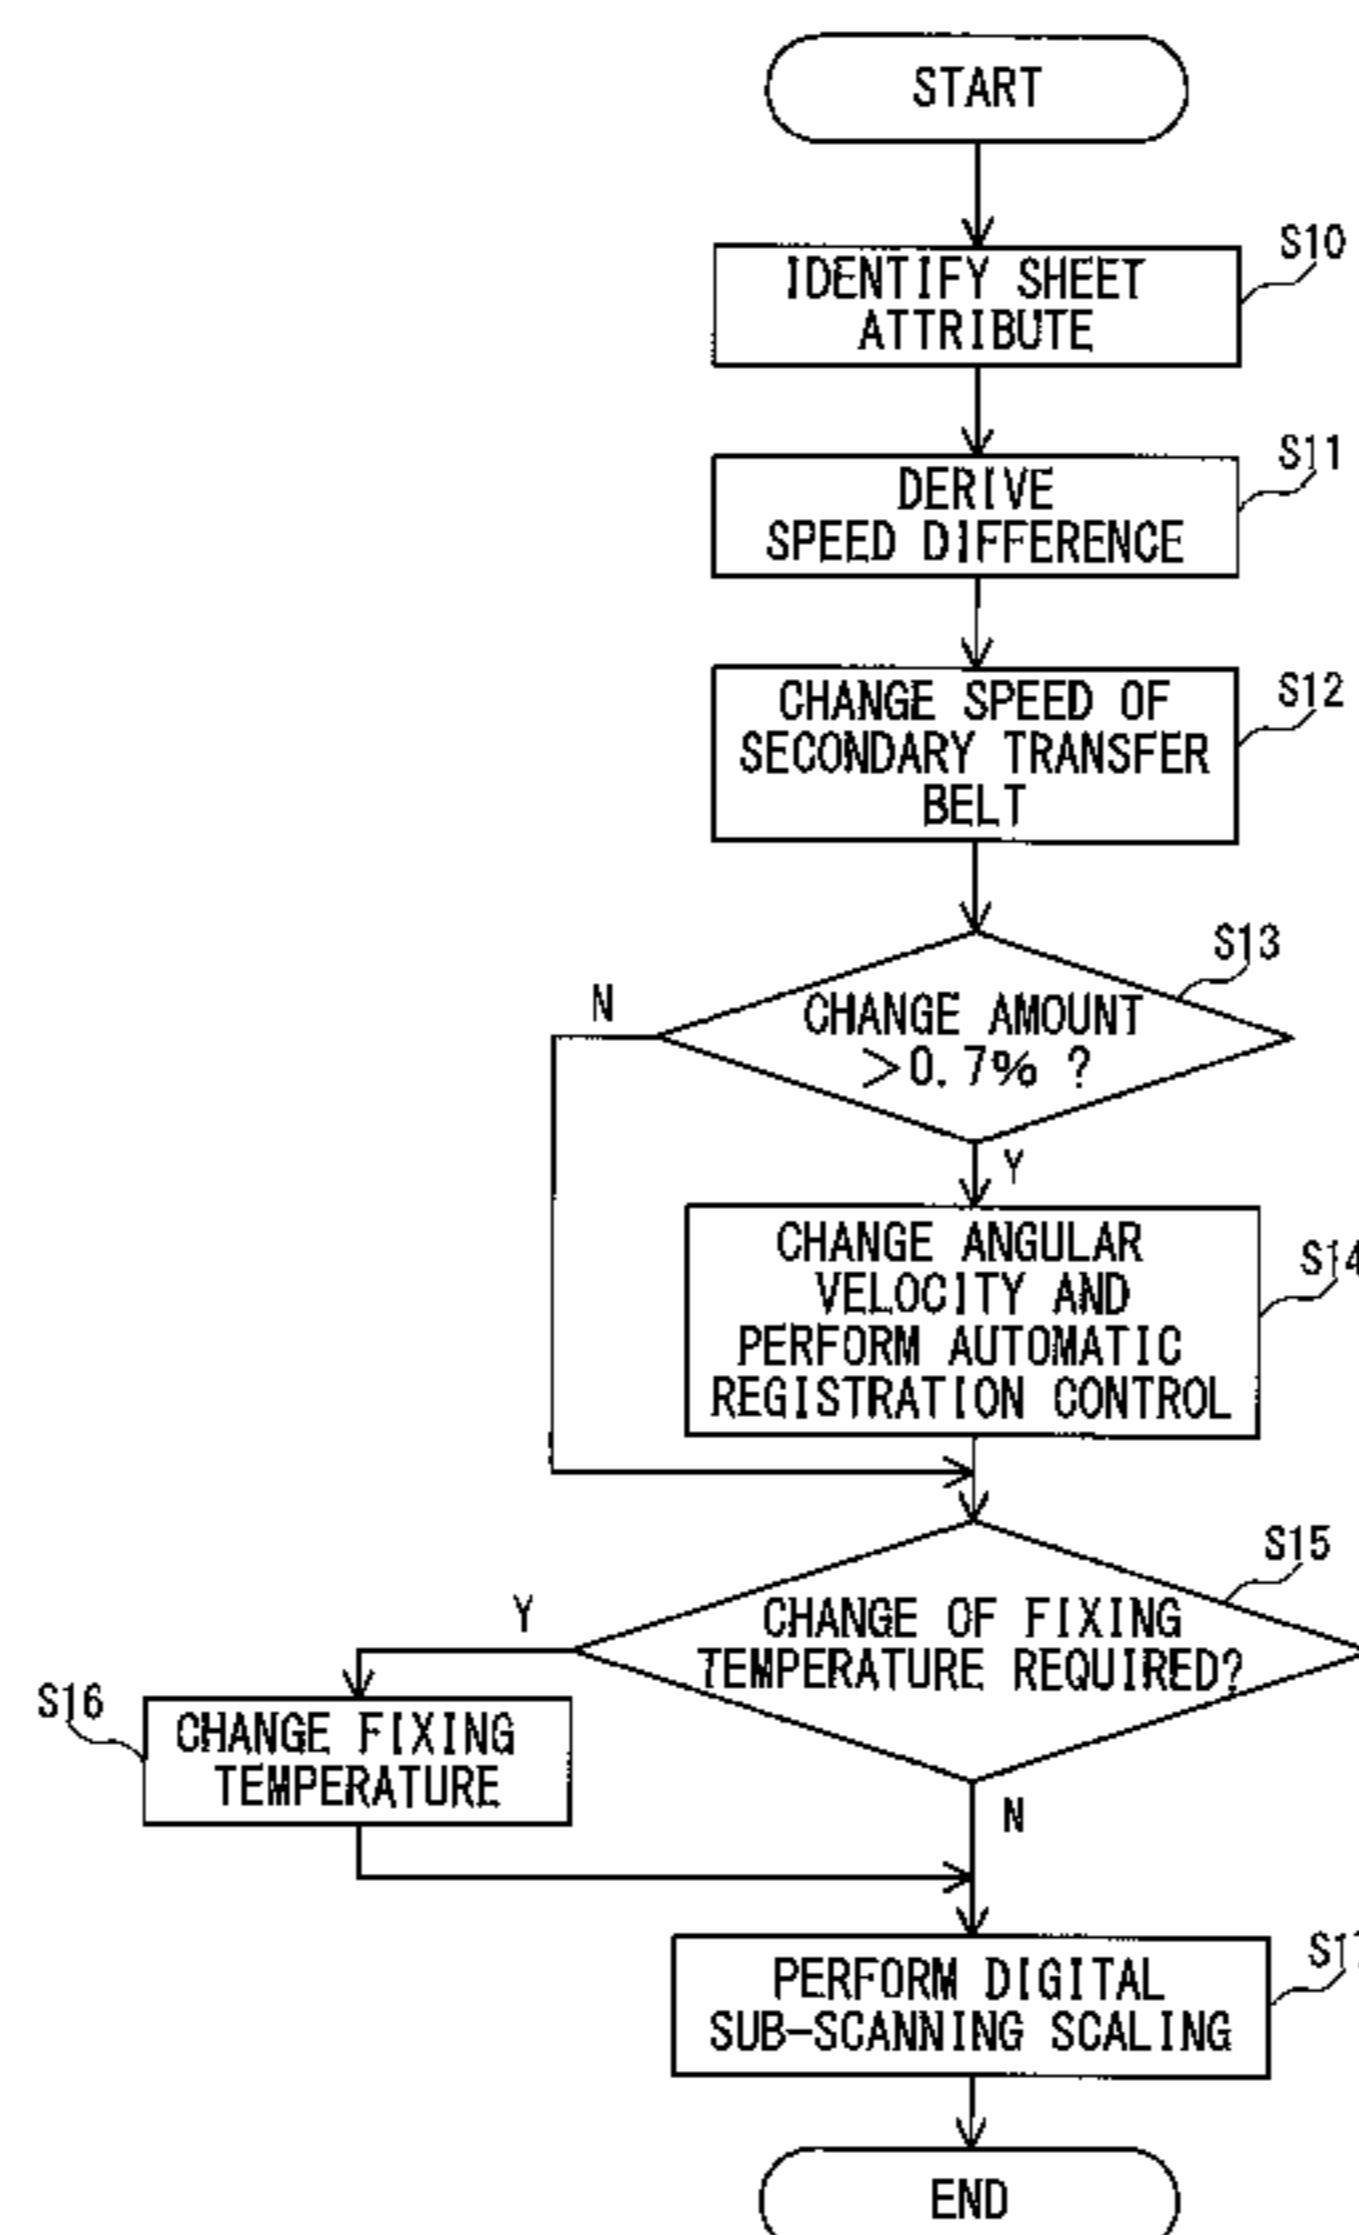 START
S10
IDENTIFY SHEET
ATTRIBUTE
S11
DERIVE
SPEED DIFFERENCE
S12
CHANGE SPEED OF
SECONDARY TRANSFER
BELT
S13
N
CHANGE AMOUNT
>0.7% ?
Y
S14
CHANGE ANGULAR
VELOCITY AND
PERFORM AUTOMATIC
REGISTRATION CONTROL
S15
Y
CHANGE OF FIXING
TEMPERATURE REQUIRED?
S16
CHANGE FIXING
TEMPERATURE
N
PERFORM DIGITAL
SUB-SCANNING SCALING
END